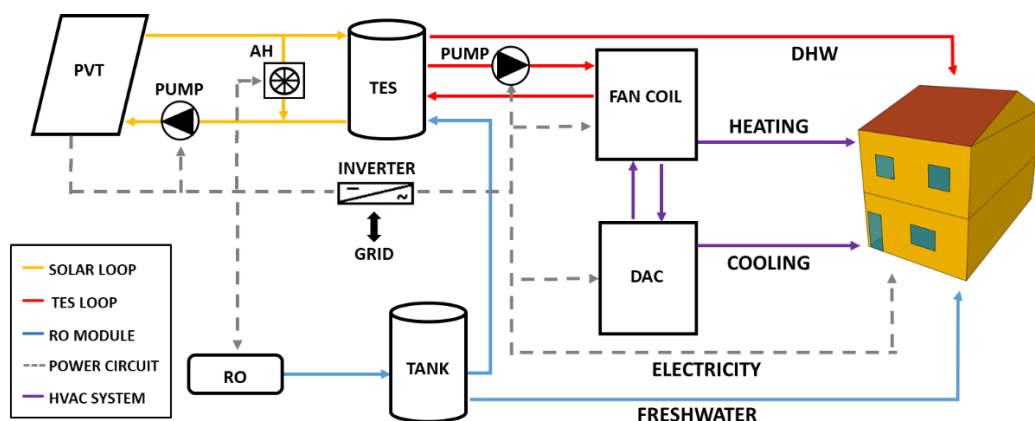 PVT
AH
PUMP
TES
PUMP
FAN COIL
DHW
HEATING
INVERTER
GRID
DAC
COOLING
SOLAR LOOP
TES LOOP
RO MODULE
POWER CIRCUIT
HVAC SYSTEM
RO
TANK
ELECTRICITY
FRESHWATER